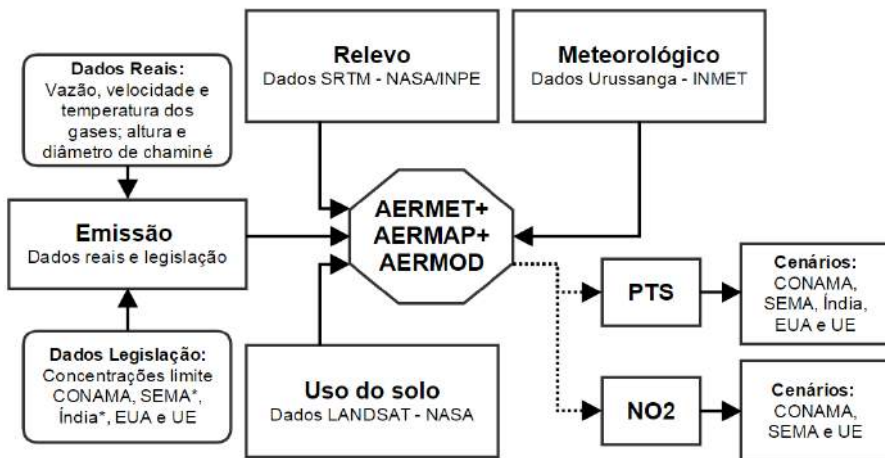 Dados Reais:
Vazão, velocidade e
temperatura dos
gases; altura e
diâmetro de chaminé
Relevo
Dados SRTM - NASA/INPE
Meteorológico
Dados Urussanga - INMET
Emissão
Dados reais e legislação
AERMET+
AERMAP+
AERMOD
Dados Legislação:
Concentrações limite
CONAMA, SEMA*,
Índia*, EUA e UE
Uso do solo
Dados LANDSAT - NASA
PTS
Cenários:
CONAMA,
SEMA, Índia,
EUA e UE
NO2
Cenários:
CONAMA,
SEMA e UE